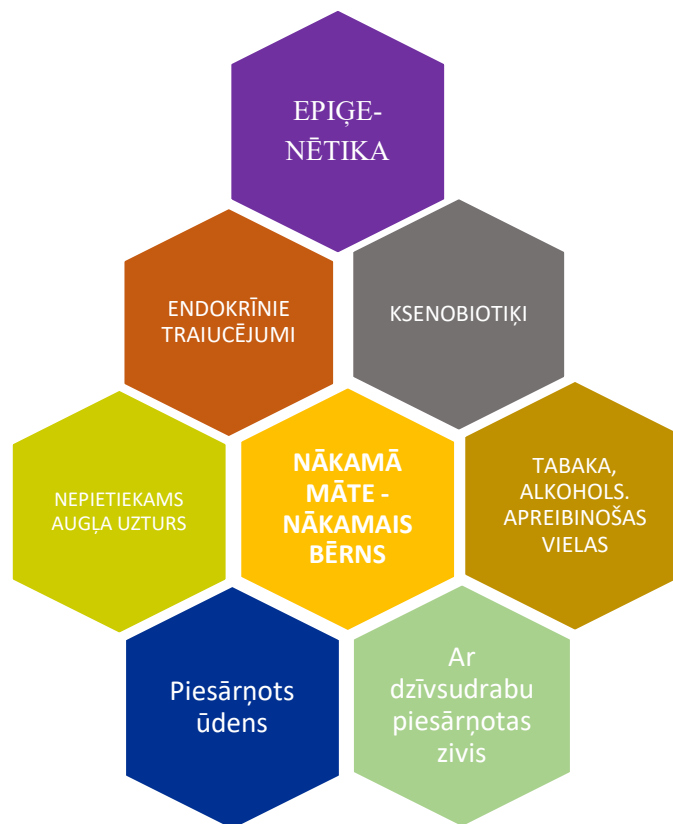 EPIĢE-
NĒTIKA
ENDOKRĪNIE
TRAIUCĒJUMI
KSENOBIOTIĶI
NEPIETIEKAMS
AUGĻA UZTURS
NĀKAMĀ
MĀTE -
NĀKAMAIS
BĒRNS
TABAKA,
ALKOHOLS.
APREIBINOŠAS
VIELAS
Piesārņots
ūdens
Ar
dzīvsudrabu
piesārņotas
zivis